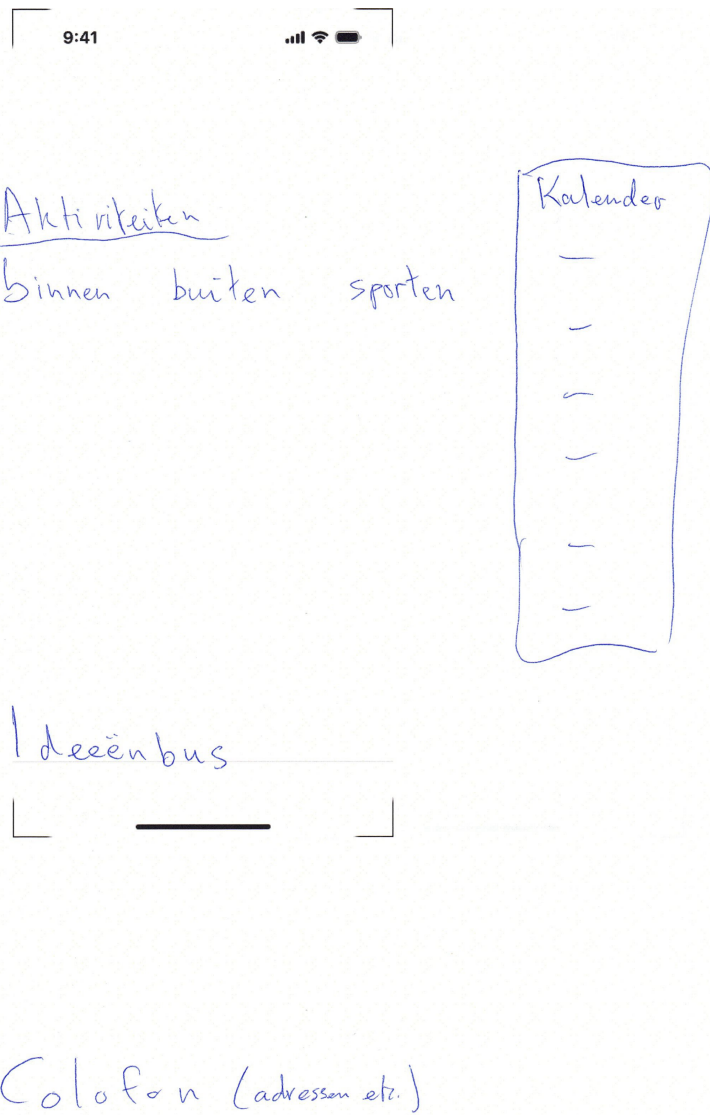 9:41
Aktiviteiten
binnen buiten sporten
Kalender
Ideeënbus
Colofon (adressen etc.)